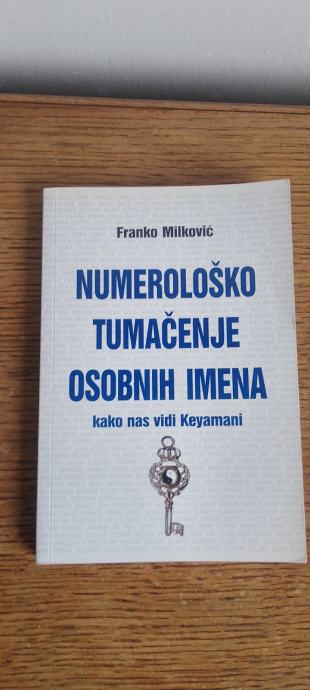 Franko Milković
NUMEROLOŠKO
TUMAČENJE
OSOBNIH IMENA
kako nas vidi Keyamani